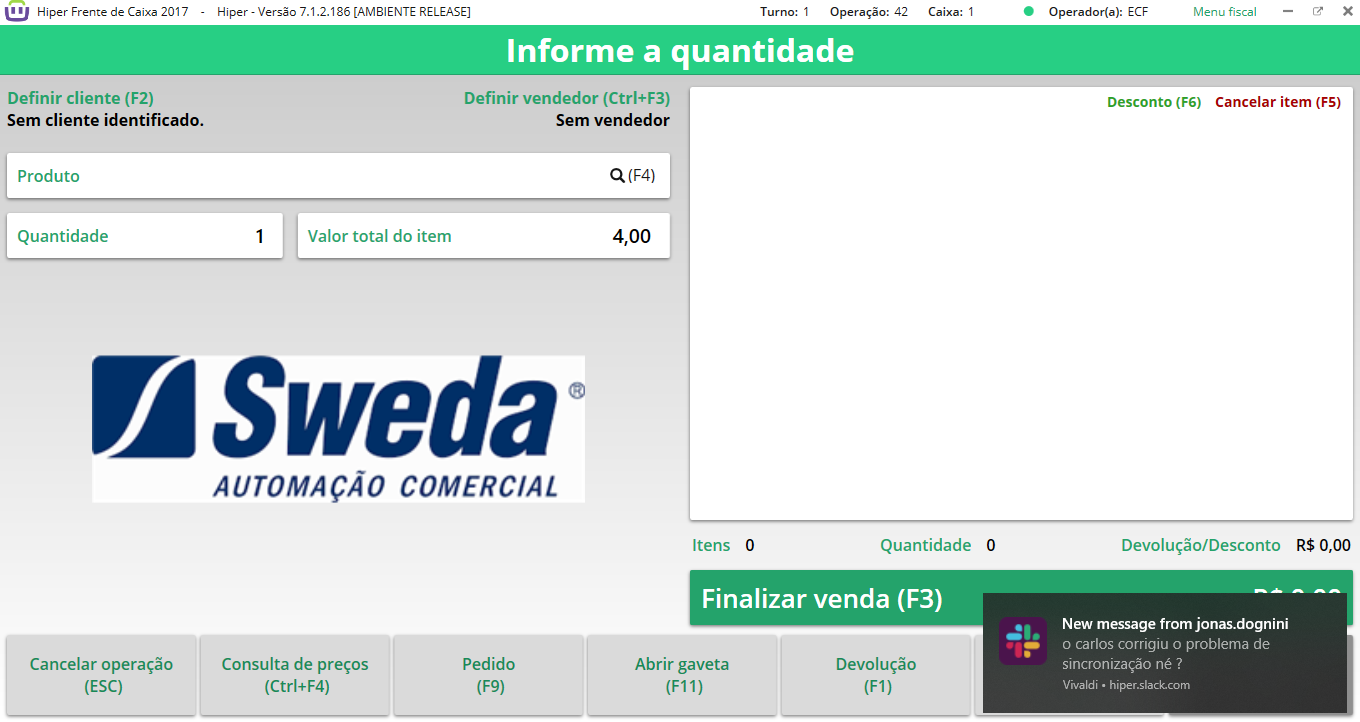 Hiper Frente de Caixa 2017 - Hiper - Versão 7.1.2.186 [AMBIENTE RELEASE] Turno: 1 Operação: 42 Caixa: 1 Operador(a): ECF Menu fiscal
Informe a quantidade
Definir cliente (F2) Definir vendedor (Ctrl+F3)
Sem cliente identificado. Sem vendedor
Desconto (F6) Cancelar item (F5)
Produto (F4)
Quantidade 1 Valor total do item 4,00
Sweda ®
AUTOMAÇÃO COMERCIAL
Itens 0 Quantidade 0 Devolução/Desconto R$ 0,00
Finalizar venda (F3)
Cancelar operação
(ESC)
Consulta de preços
(Ctrl+F4)
Pedido
(F9)
Abrir gaveta
(F11)
Devolução
(F1)
New message from jonas.dognini
o carlos corrigiu o problema de
sincronização né ?
Vivaldi • hiper.slack.com